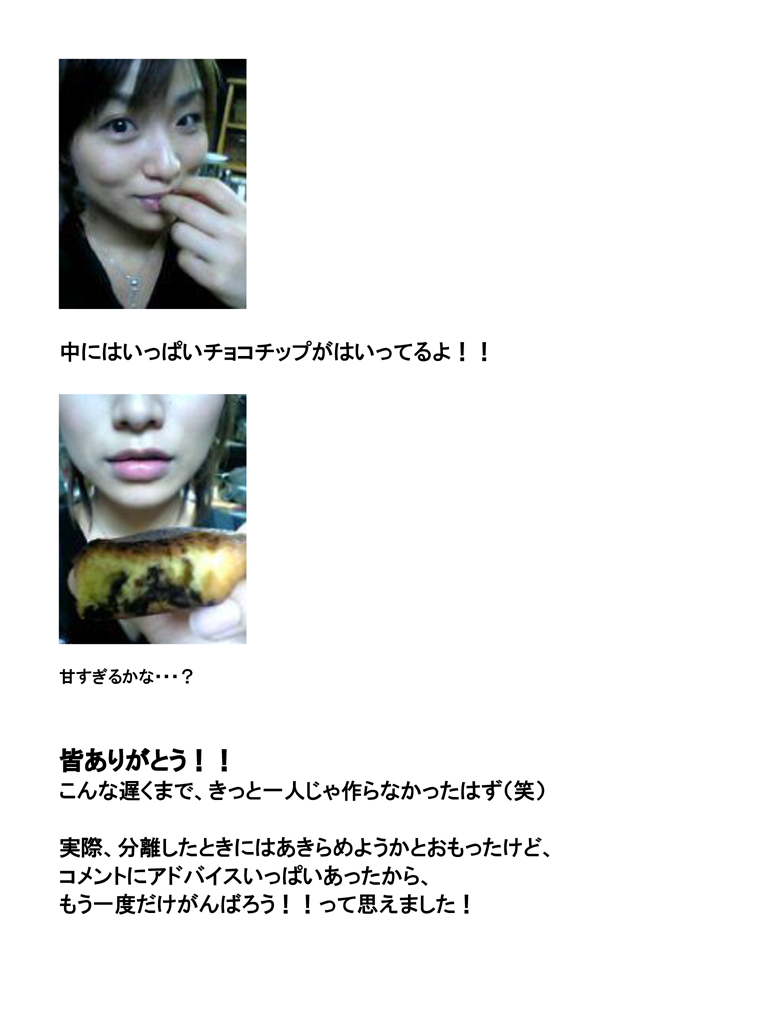 中にはいっぱいチョコチップがはいってるよ！！
甘すぎるかな・・・？
皆ありがとう！！
こんな遅くまで、きっと一人じゃ作らなかったはず（笑）
実際、分離したときにはあきらめようかとおもったけど、
コメントにアドバイスいっぱいあったから、
もう一度だけがんばろう！！って思えました！